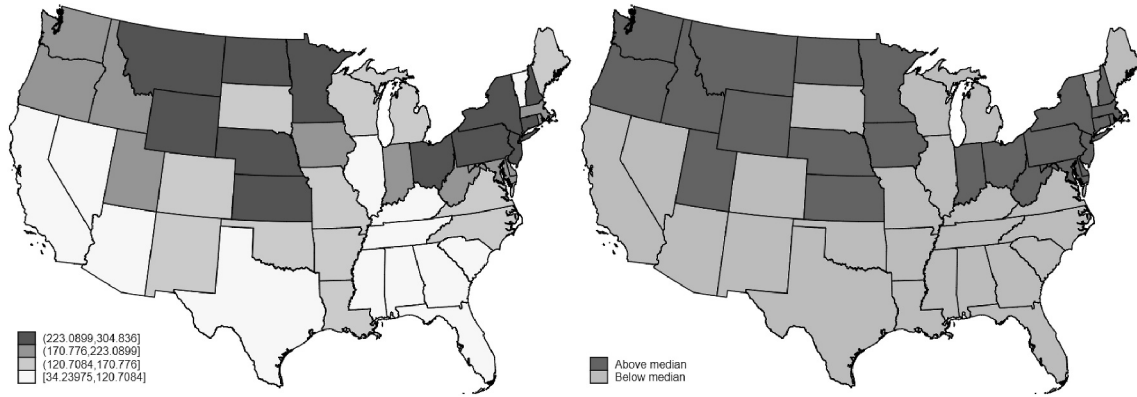 (223.0899,304.836]
(170.776,223.0899]
(120.7084,170.776]
[34.23975,120.7084]
Above median
Below median